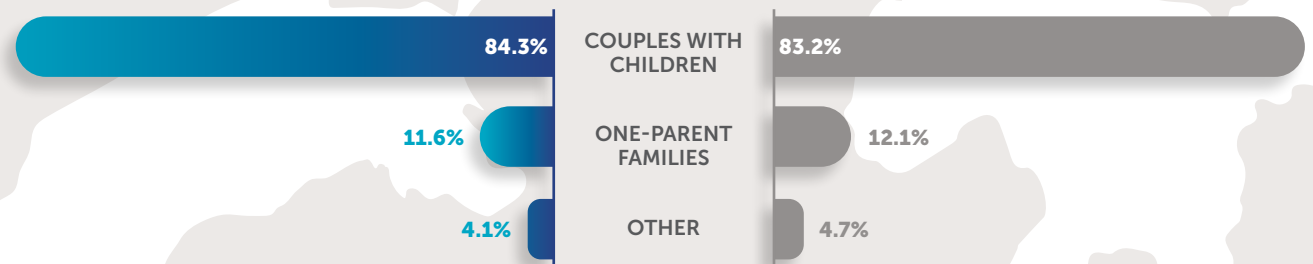 84.3% COUPLES WITH 83.2%
CHILDREN
11.6% ONE-PARENT 12.1%
FAMILIES
4.1% OTHER 4.7%